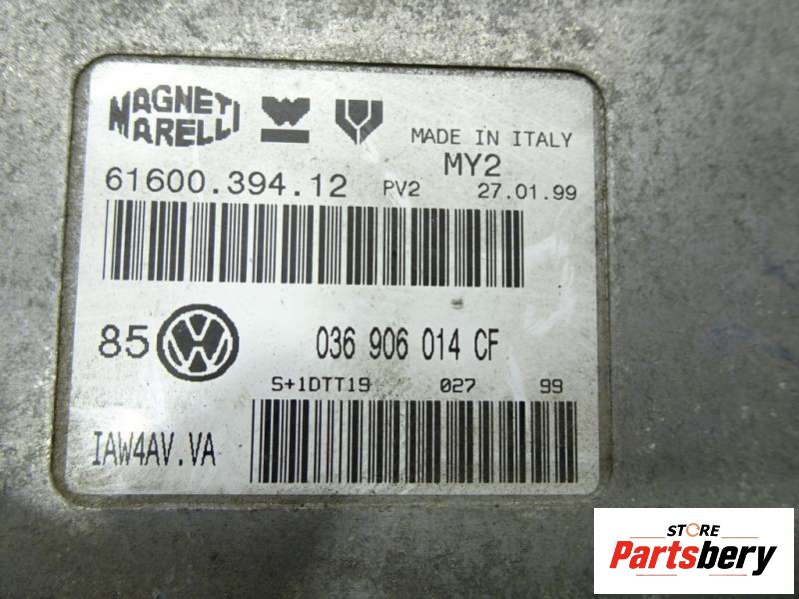 MAGNETI
MARELLI
MADE IN ITALY
MY2
61600.394.12 PV2 27.01.99
85 VW 036 906 014 CF
S+1DTT19 027 99
IAW4AV.VA
STORE
Partsbery